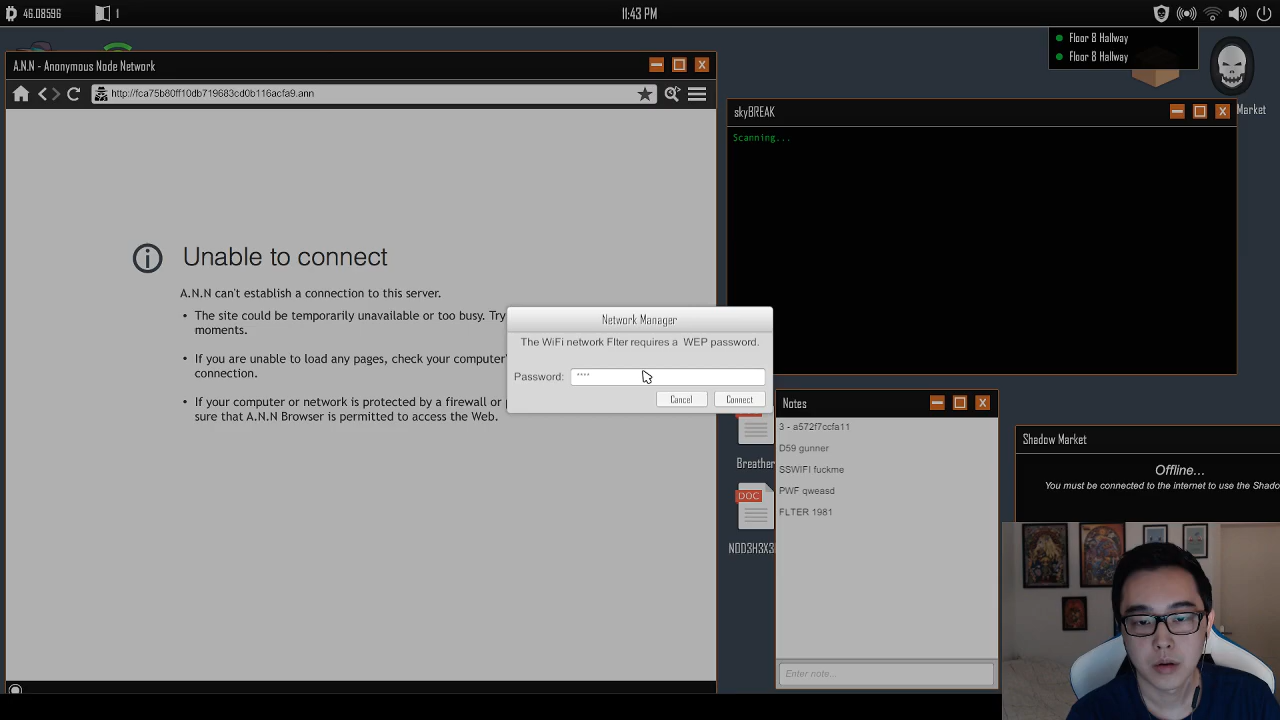 46.08596
1
11:43 PM
Floor 8 Hallway
Floor 8 Hallway
A.N.N - Anonymous Node Network
http://fca75b80ff10db719683cd0b116acfa9.ann
Market
skyBREAK
Scanning...
Unable to connect
A.N.N can't establish a connection to this server.
• The site could be temporarily unavailable or too busy. Try
moments.
• If you are unable to load any pages, check your computer'
connection.
• If your computer or network is protected by a firewall or p
sure that A.N.N Browser is permitted to access the Web.
Network Manager
The WiFi network Flter requires a WEP password.
Password: ****
Cancel
Connect
Notes
3 - a572f7ccfa11
D59 gunner
SSWIFI fuckme
PWF qweasd
FLTER 1981
Enter note...
Breather
DOC
N0D3H3X3
Shadow Market
Offline...
You must be connected to the internet to use the Shado